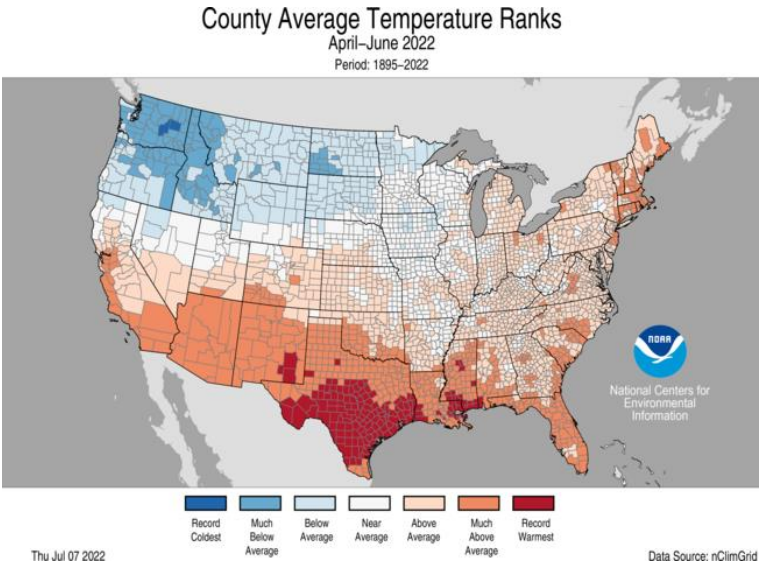 County Average Temperature Ranks
April–June 2022
Period: 1895–2022
NOAA
National Centers for
Environmental
Information
Record
Coldest
Much
Below
Average
Below
Average
Near
Average
Above
Average
Much
Above
Average
Record
Warmest
Thu Jul 07 2022
Data Source: nClimGrid